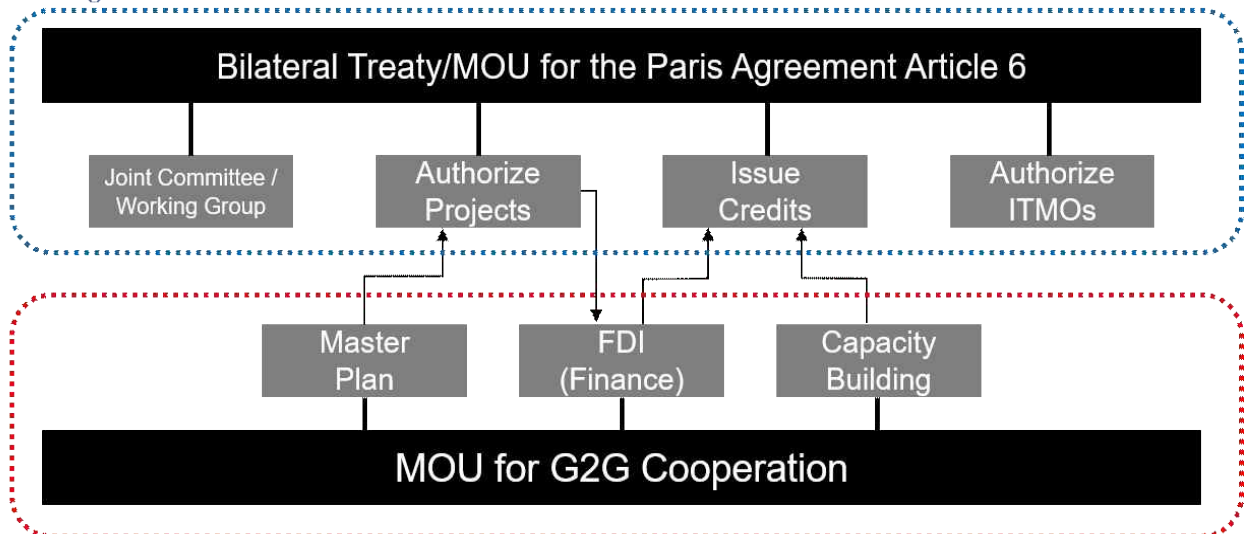 Bilateral Treaty/MOU for the Paris Agreement Article 6
Joint Committee /
Working Group
Authorize
Projects
Issue
Credits
Authorize
ITMOs
Master
Plan
FDI
(Finance)
Capacity
Building
MOU for G2G Cooperation